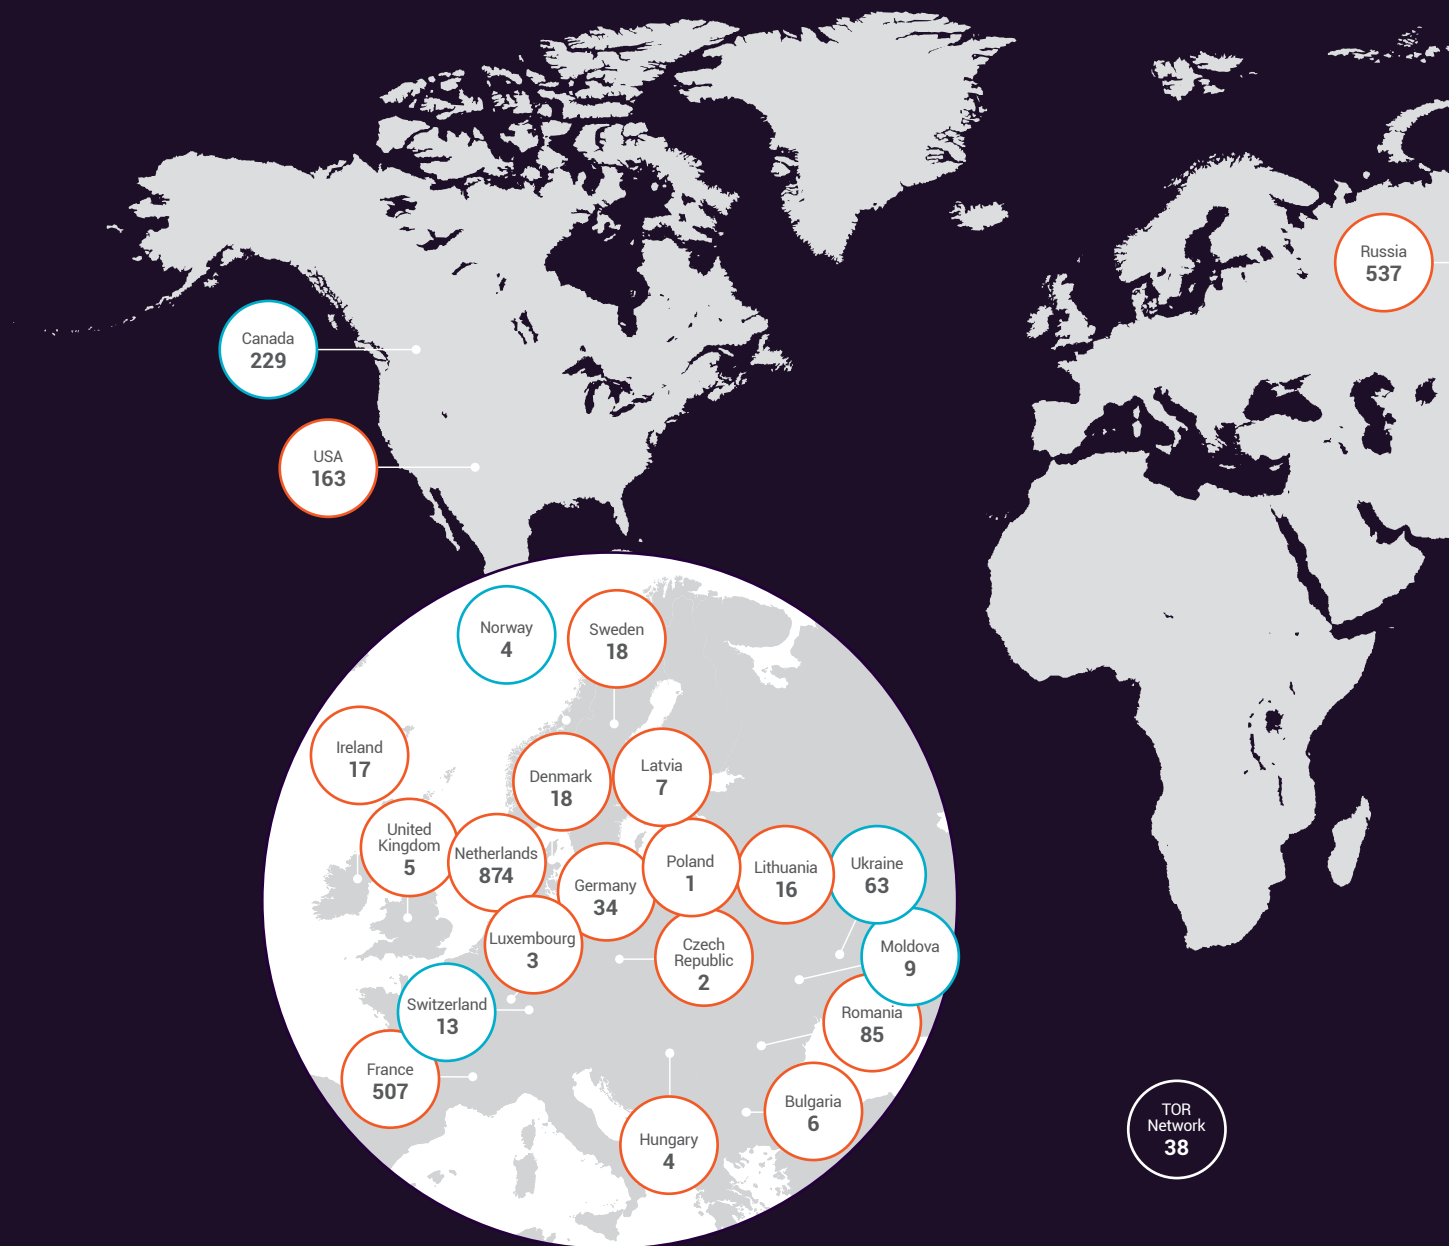 Russia
537
Canada
229
USA
163
Norway
4
Sweden
18
Ireland
17
Denmark
18
Latvia
7
United
Kingdom
5
Netherlands
874
Germany
34
Poland
1
Lithuania
16
Ukraine
63
Luxembourg
3
Czech
Republic
2
Moldova
9
Switzerland
13
Romania
85
France
507
Bulgaria
6
Hungary
4
TOR
Network
38